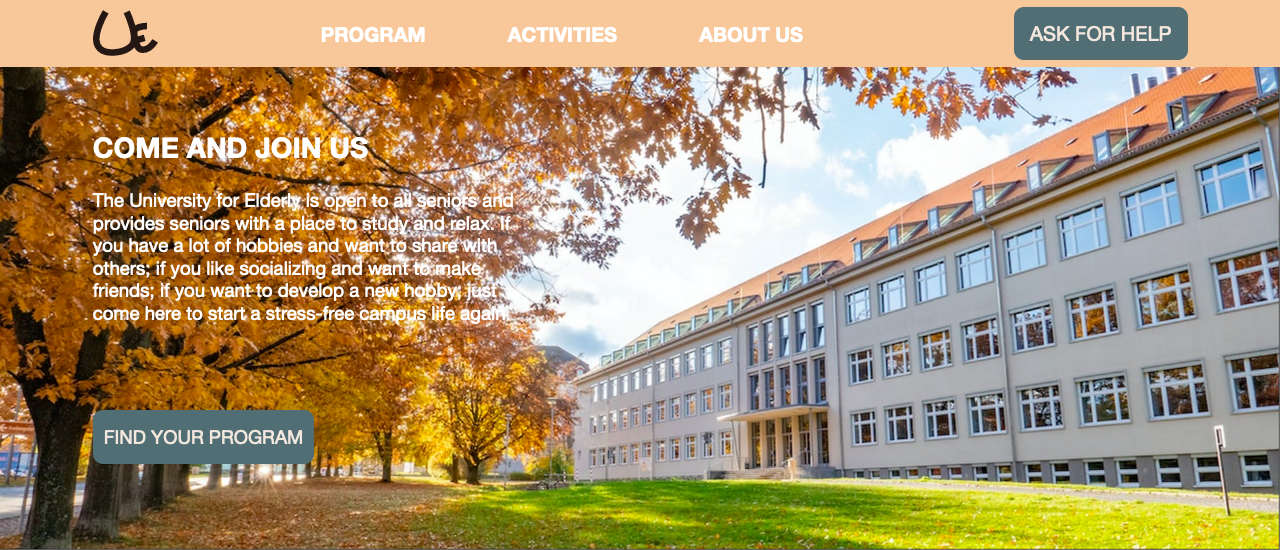 UE
PROGRAM
ACTIVITIES
ABOUT US
ASK FOR HELP
COME AND JOIN US
The University for Elderly is open to all seniors and
provides seniors with a place to study and relax. If
you have a lot of hobbies and want to share with
others; if you like socializing and want to make
friends; if you want to develop a new hobby; just
come here to start a stress-free campus life again.
FIND YOUR PROGRAM